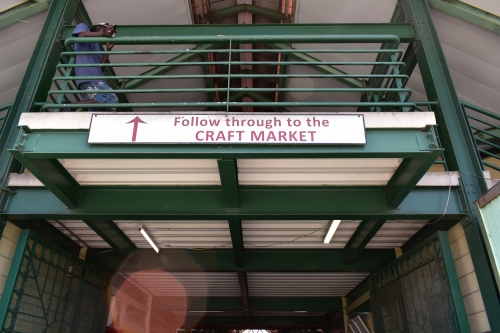 Follow through to the
CRAFT MARKET